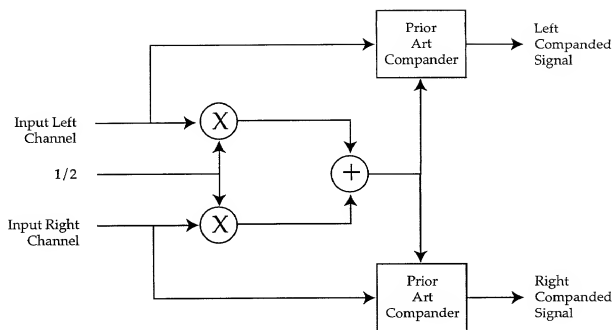 Prior
Art
Compander
Left
Companded
Signal
Input Left
Channel
X
1/2
+
Input Right
Channel
X
Prior
Art
Compander
Right
Companded
Signal